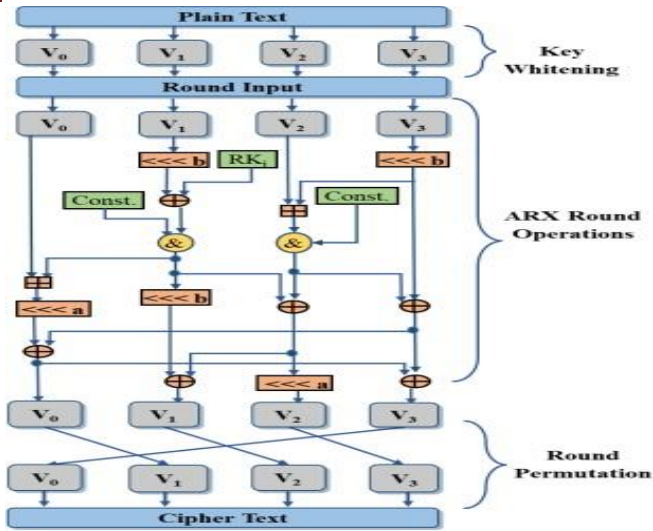 Plain Text
V0 V1 V2 V3
Key
Whitening
Round Input
V0 V1 V2 V3
<<< b RKi <<< b
Const. Const.
& &
ARX Round
Operations
<<< a <<< b
<<< a
V0 V1 V2 V3
Round
Permutation
V0 V1 V2 V3
Cipher Text